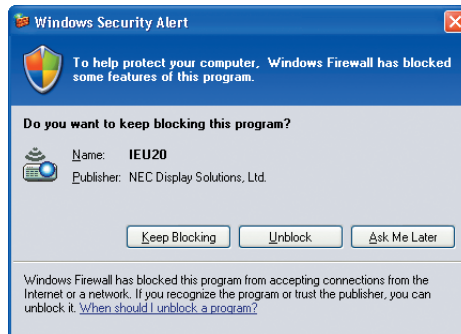 Windows Security Alert
To help protect your computer, Windows Firewall has blocked
some features of this program.
Do you want to keep blocking this program?
Name: IEU20
Publisher: NEC Display Solutions, Ltd.
Keep Blocking Unblock Ask Me Later
Windows Firewall has blocked this program from accepting connections from the
Internet or a network. If you recognize the program or trust the publisher, you can
unblock it. When should I unblock a program?